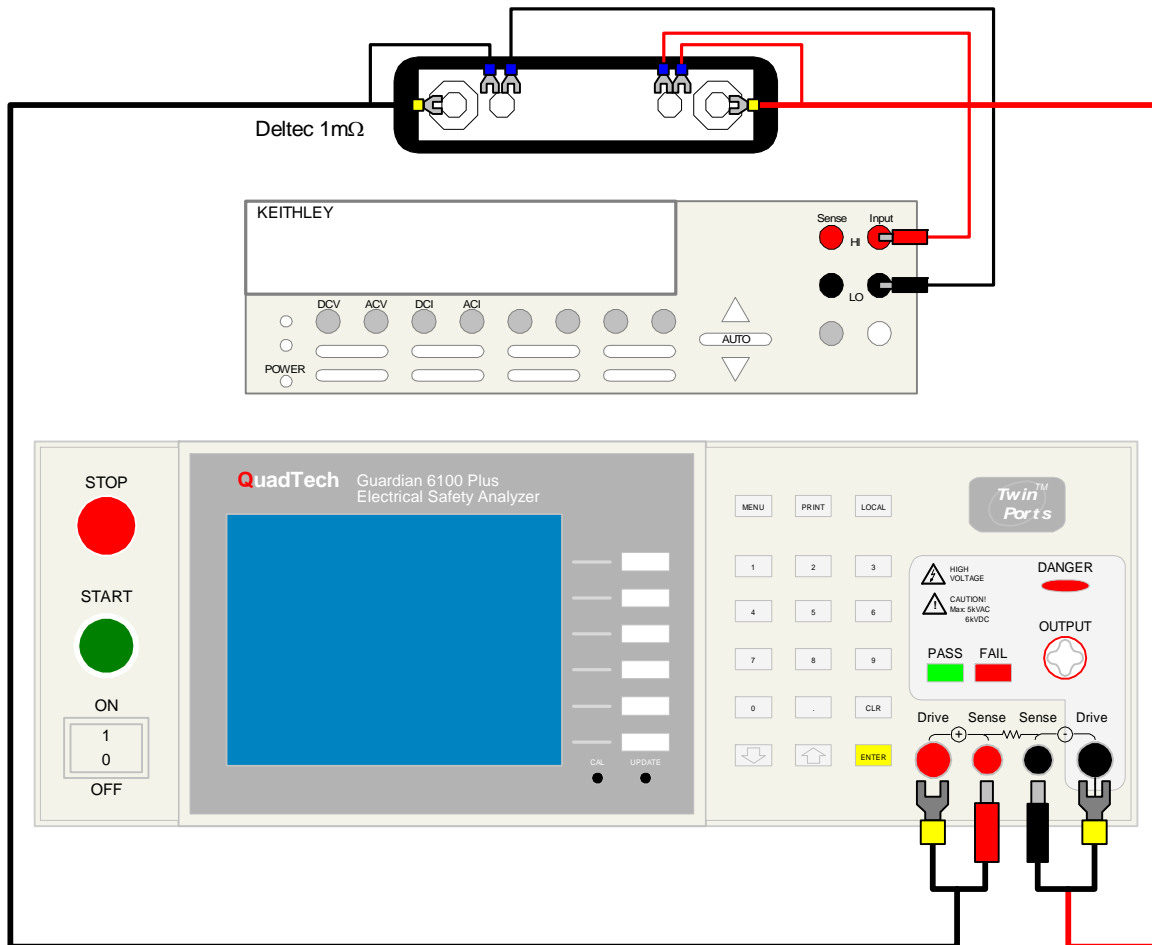 Deltec 1mΩ
KEITHLEY
Sense Input
HI
LO
DCV ACV DCI ACI
AUTO
POWER
STOP
START
ON
1
0
OFF
QuadTech Guardian 6100 Plus
Electrical Safety Analyzer
CAL UPDATE
MENU PRINT LOCAL
1 2 3
4 5 6
7 8 9
0 . CLR
ENTER
Twin TM
Ports
HIGH
VOLTAGE
DANGER
CAUTION!
Max: 5kVAC
6kVDC
OUTPUT
PASS FAIL
Drive Sense Sense Drive
+ -